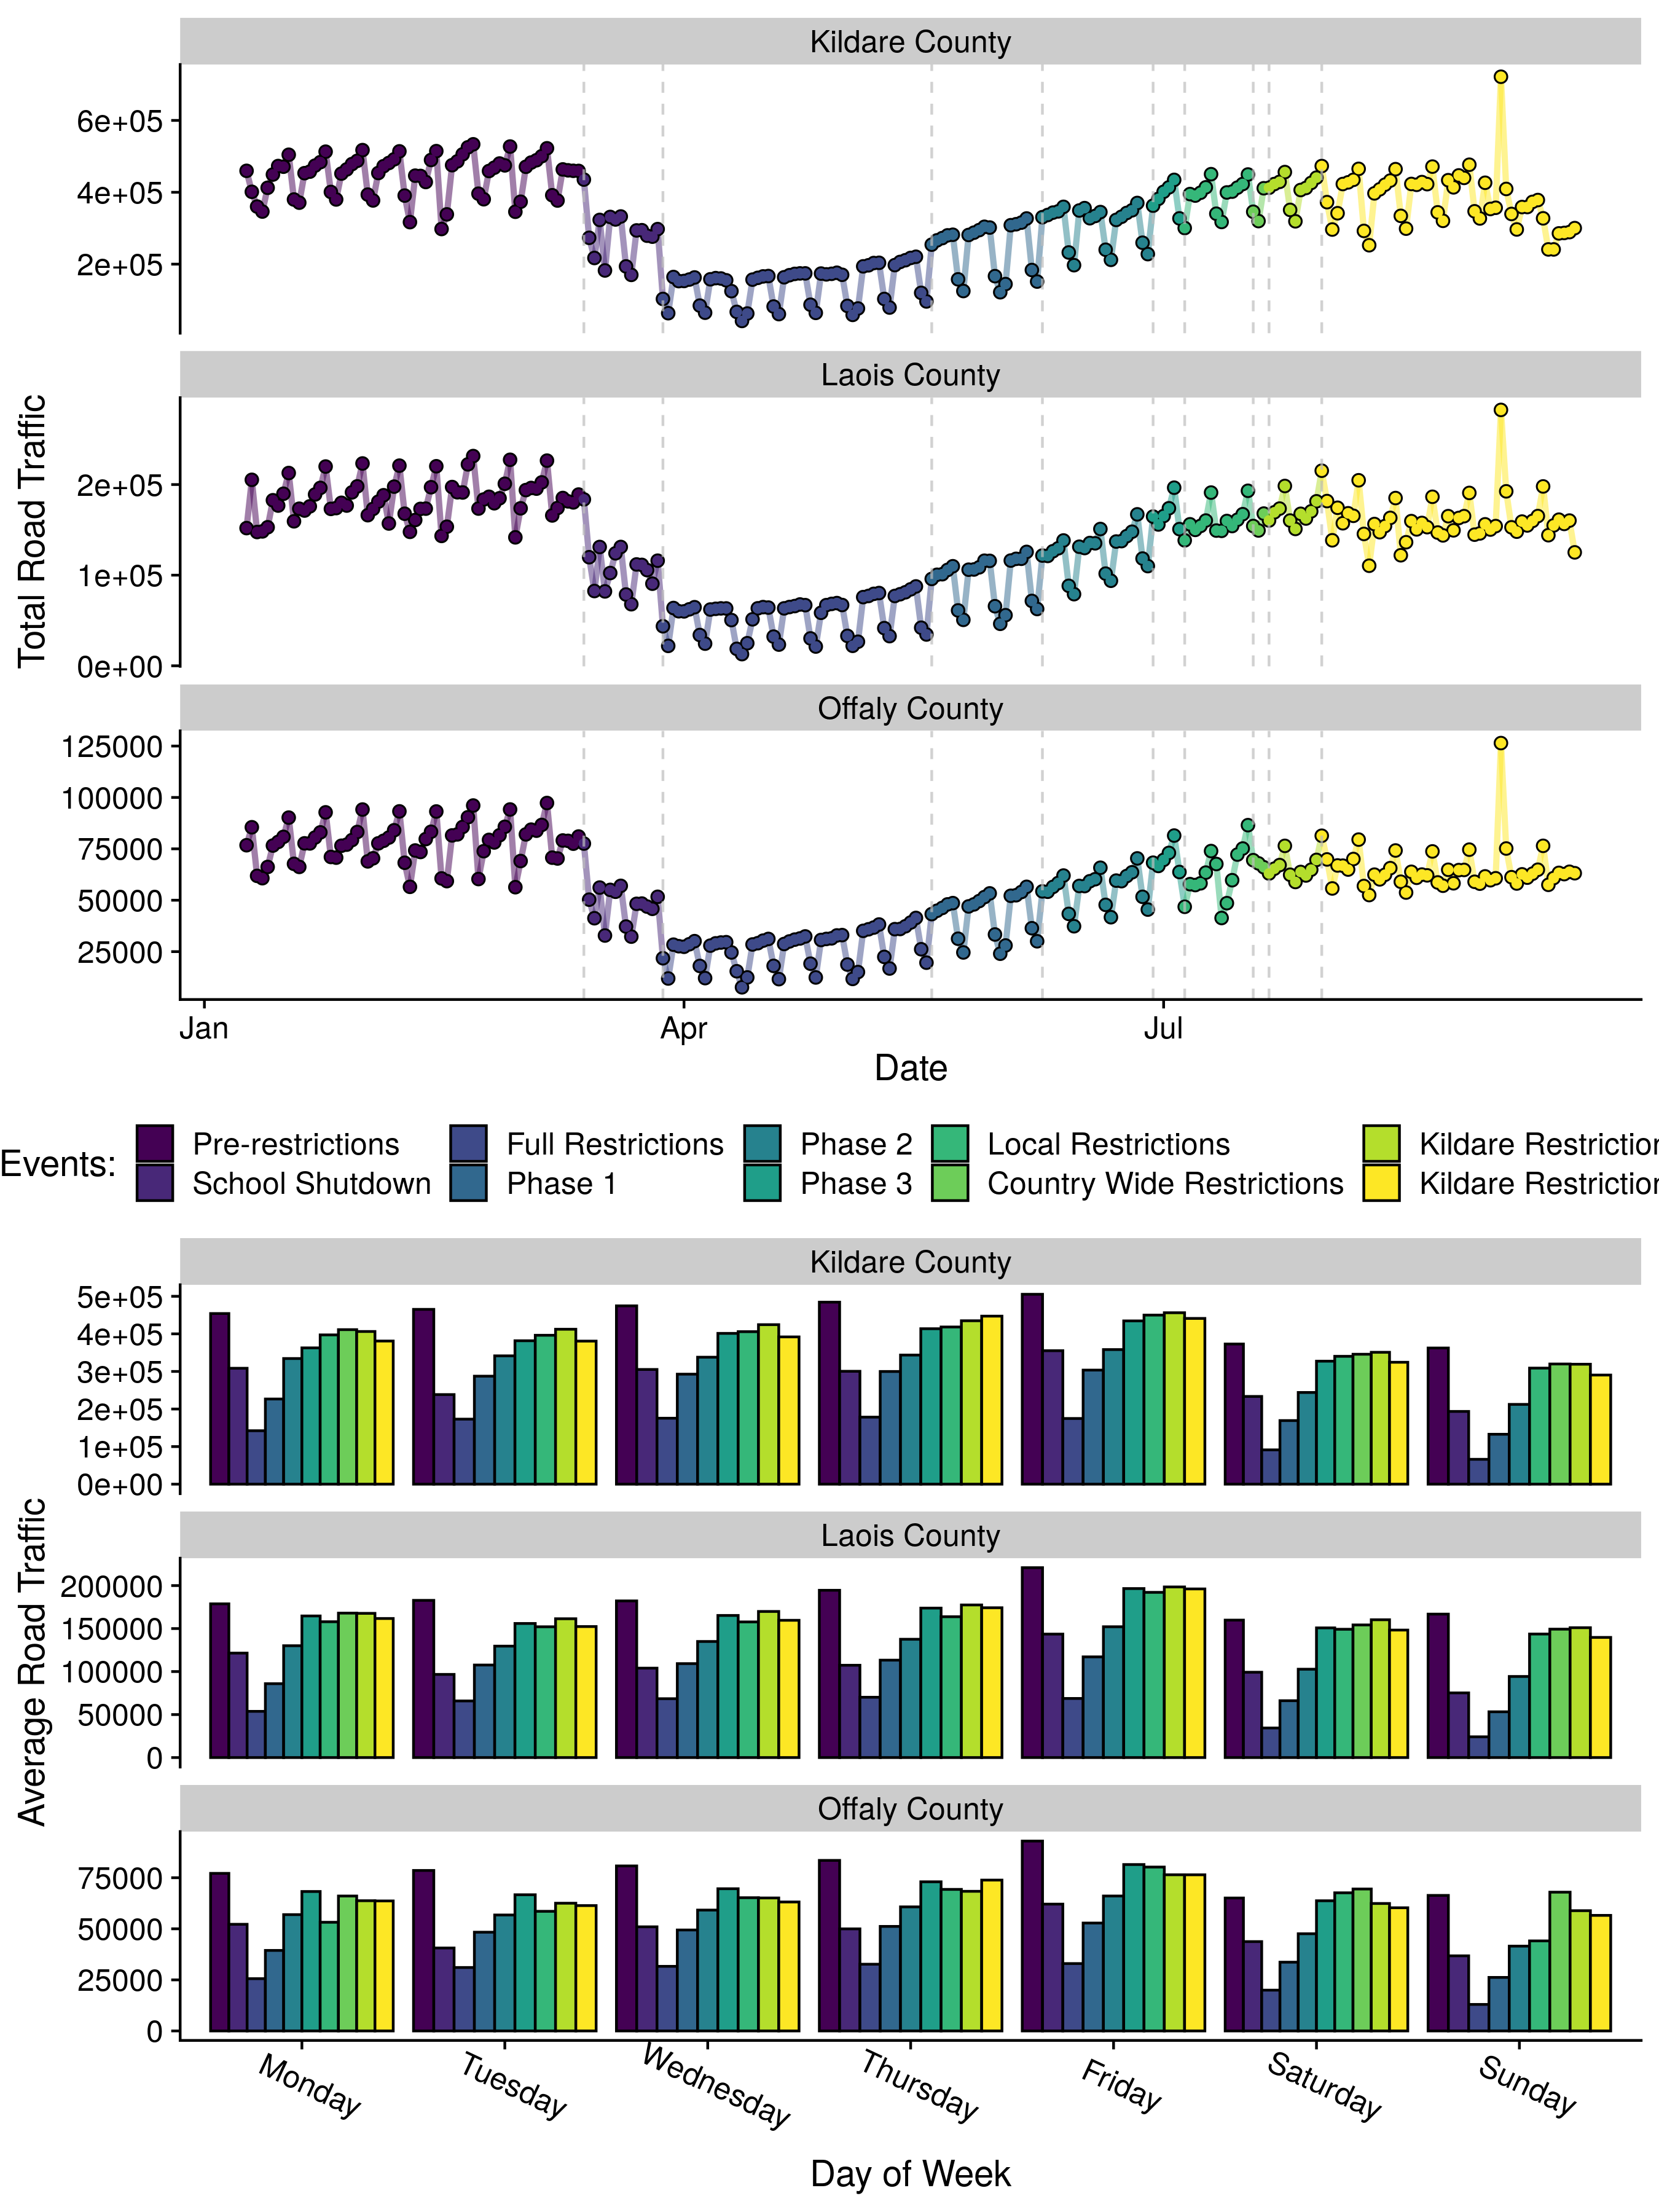 Kildare County
6e+05
4e+05
2e+05
Laois County
2e+05
1e+05
0e+00
Offaly County
125000
100000
75000
50000
25000
Total Road Traffic
Jan Apr Jul
Date
Events:
Pre-restrictions Full Restrictions Phase 2 Local Restrictions Kildare
School Shutdown Phase 1 Phase 3 Country Wide Restrictions Kildare
Kildare County
5e+05
4e+05
3e+05
2e+05
1e+05
0e+00
Laois County
200000
150000
100000
50000
0
Offaly County
75000
50000
25000
0
Average Road Traffic
Monday Tuesday Wednesday Thursday Friday Saturday Sunday
Day of Week